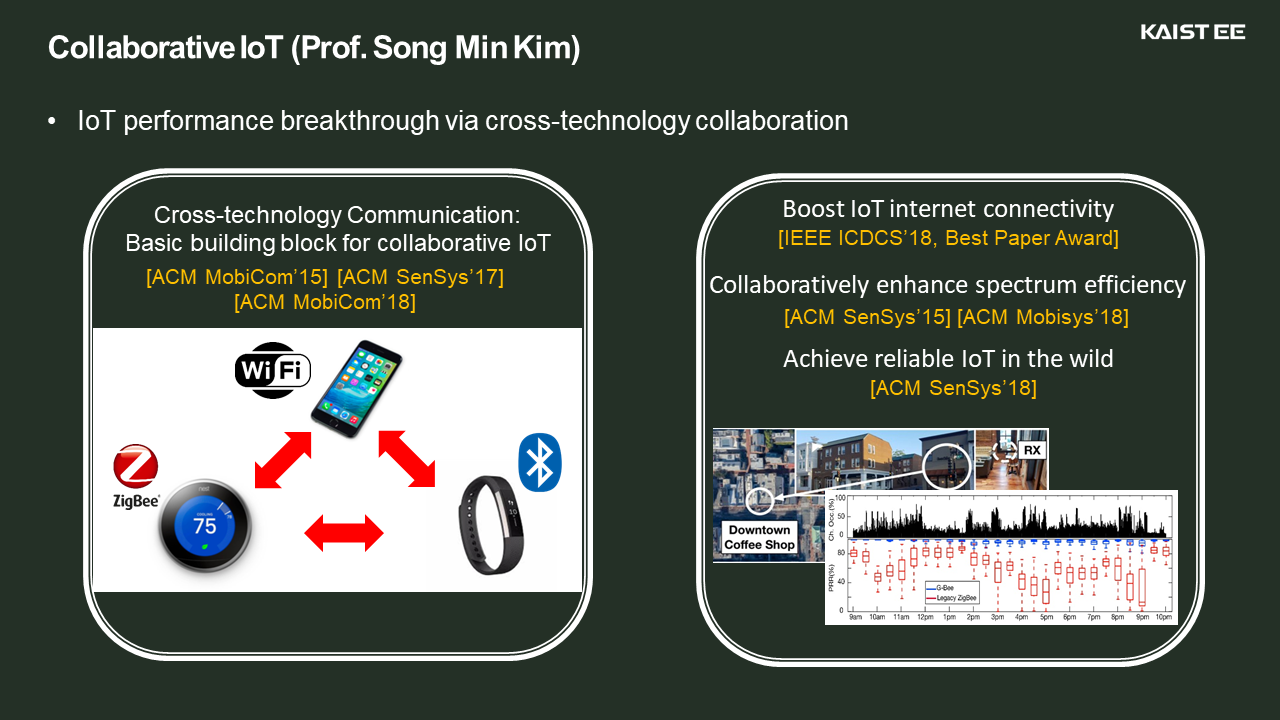 Collaborative IoT (Prof. Song Min Kim)
KAIST EE
• IoT performance breakthrough via cross-technology collaboration
Cross-technology Communication:
Basic building block for collaborative IoT
[ACM MobiCom’15] [ACM SenSys’17]
[ACM MobiCom’18]
WiFi
ZigBee
nest
COOLING
75
10
Boost IoT internet connectivity
[IEEE ICDCS’18, Best Paper Award]
Collaboratively enhance spectrum efficiency
[ACM SenSys’15] [ACM Mobisys’18]
Achieve reliable IoT in the wild
[ACM SenSys’18]
RX
Downtown
Coffee Shop
Ch. Occ.(%)
100
50
0
PRR(%)
80
40
0
G-Bee
Legacy ZigBee
9am 10am 11am 12pm 1pm 2pm 3pm 4pm 5pm 6pm 7pm 8pm 9pm 10pm